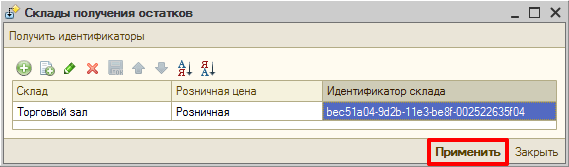 Склады получения остатков
Получить идентификаторы
Склад Розничная цена Идентификатор склада
Торговый зал Розничная bec51a04-9d2b-11e3-be8f-002522635f04
Применить Закрыть